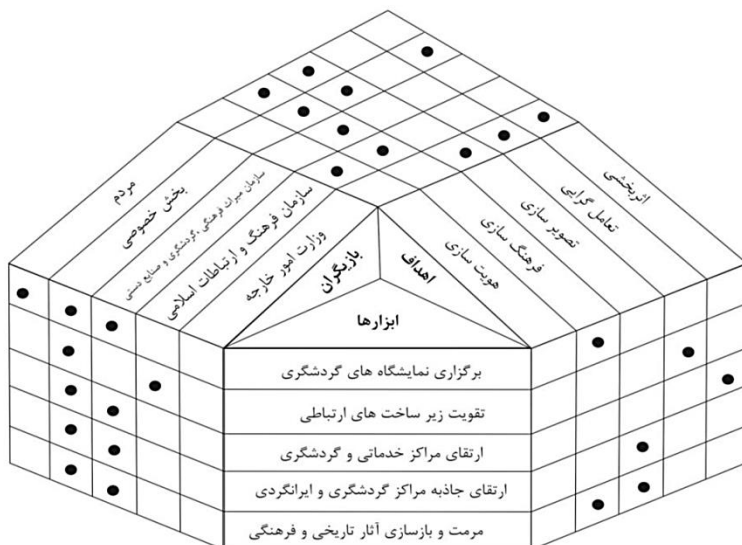 مردم
بخش خصوصی
سازمان میراث فرهنگی، گردشگری و صنایع دستی
سازمان فرهنگ و ارتباطات اسلامی
وزارت امور خارجه
بازیگران
اهداف
ابزارها
هویت سازی
فرهنگ سازی
تصویر سازی
تعامل گرایی
اثربخشی
برگزاری نمایشگاه های گردشگری
تقویت زیر ساخت های ارتباطی
ارتقای مراکز خدماتی و گردشگری
ارتقای جاذبه مراکز گردشگری و ایرانگردی
مرمت و بازسازی آثار تاریخی و فرهنگی